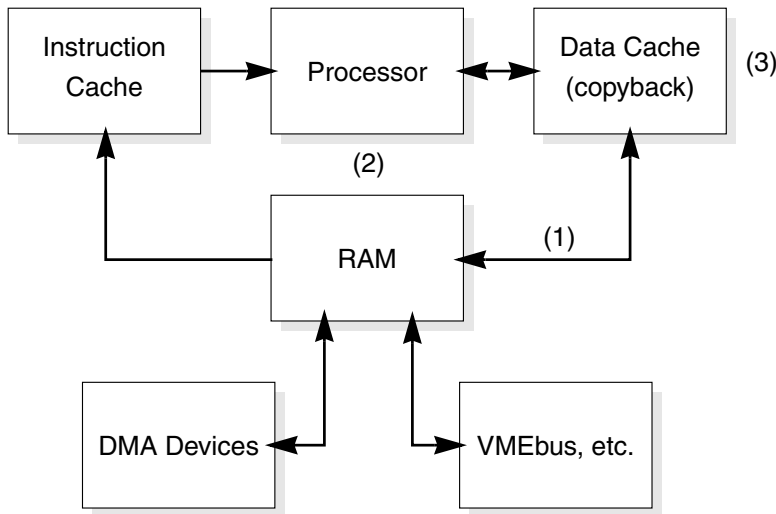 Instruction
Cache
Processor
Data Cache
(copyback)
(3)
(2)
RAM
(1)
DMA Devices
VMEbus, etc.